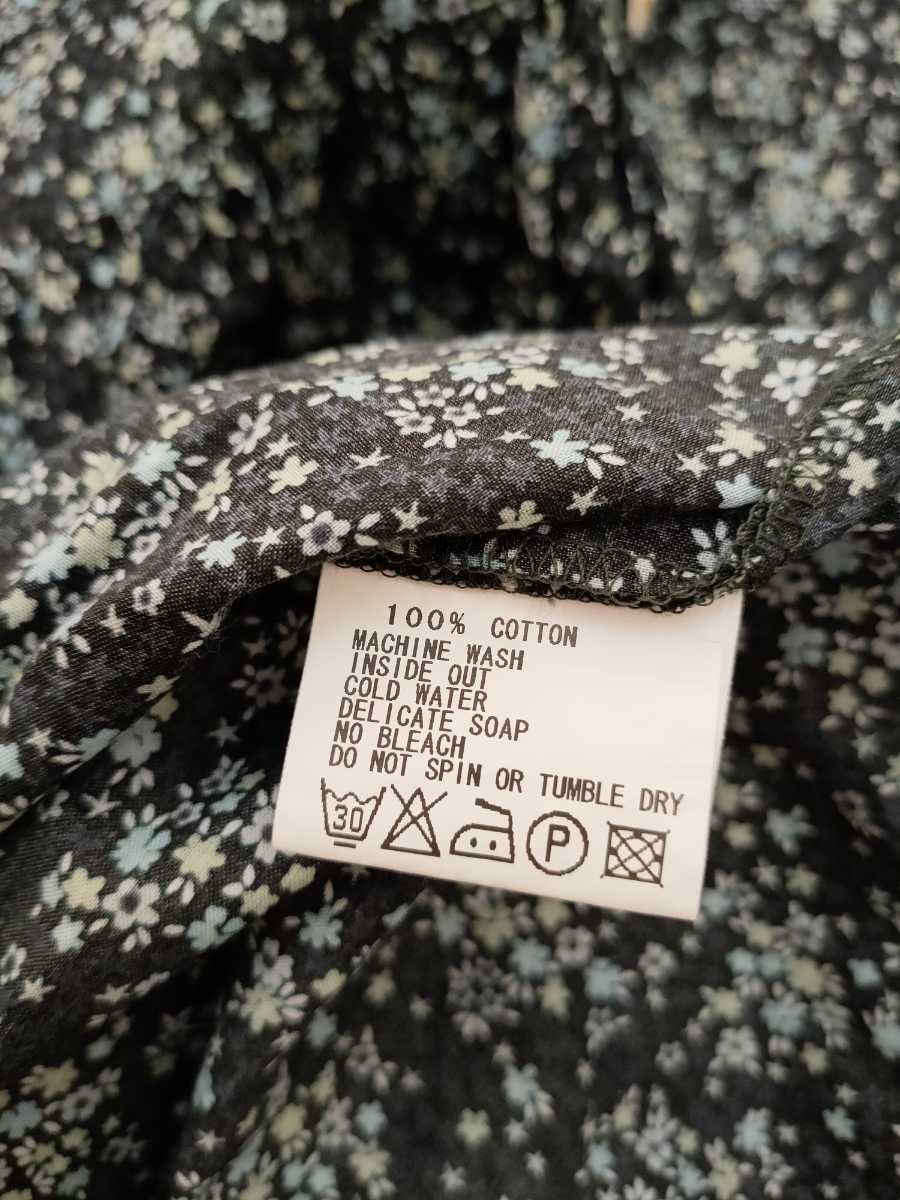 100% COTTON
MACHINE WASH
INSIDE OUT
COLD WATER
DELICATE SOAP
NO BLEACH
DO NOT SPIN OR TUMBLE DRY
30 P